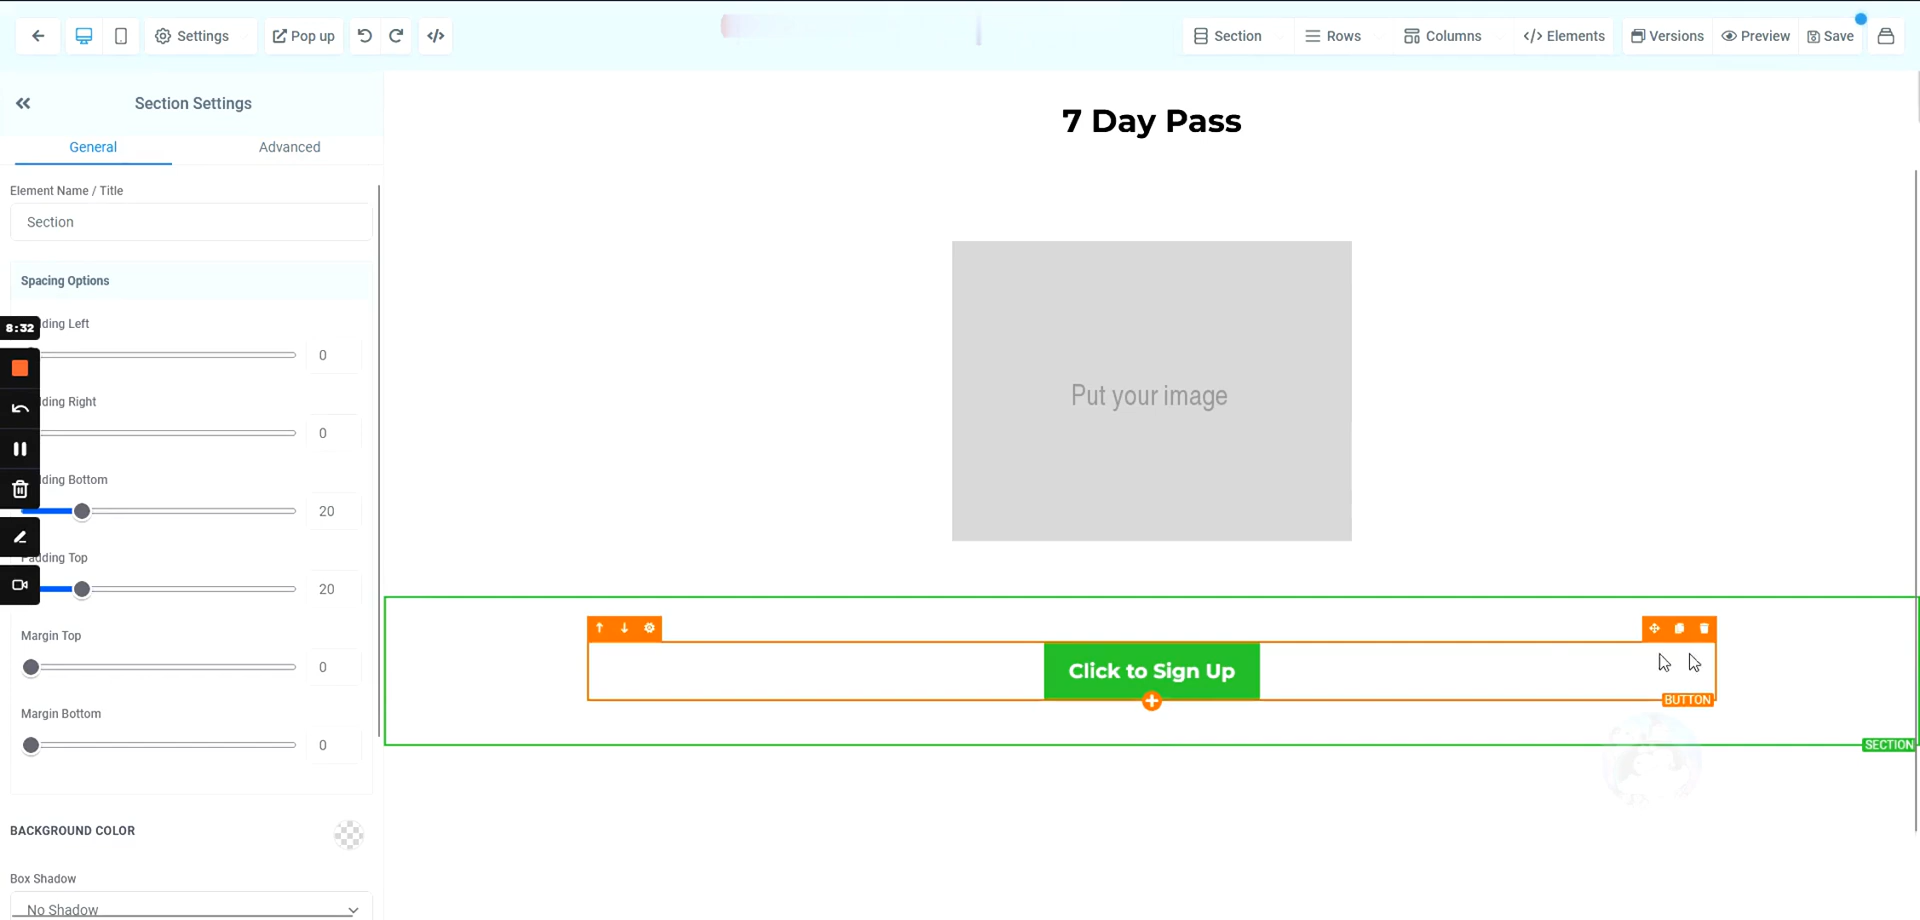 Settings
Pop up
Section
Rows
Columns
</> Elements
Versions
Preview
Save
Section Settings
General
Advanced
7 Day Pass
Element Name / Title
Section
Spacing Options
8:32
ding Left
0
ding Right
0
Put your image
ding Bottom
20
Padding Top
20
Margin Top
0
Click to Sign Up
BUTTON
Margin Bottom
0
SECTION
BACKGROUND COLOR
Box Shadow
No Shadow